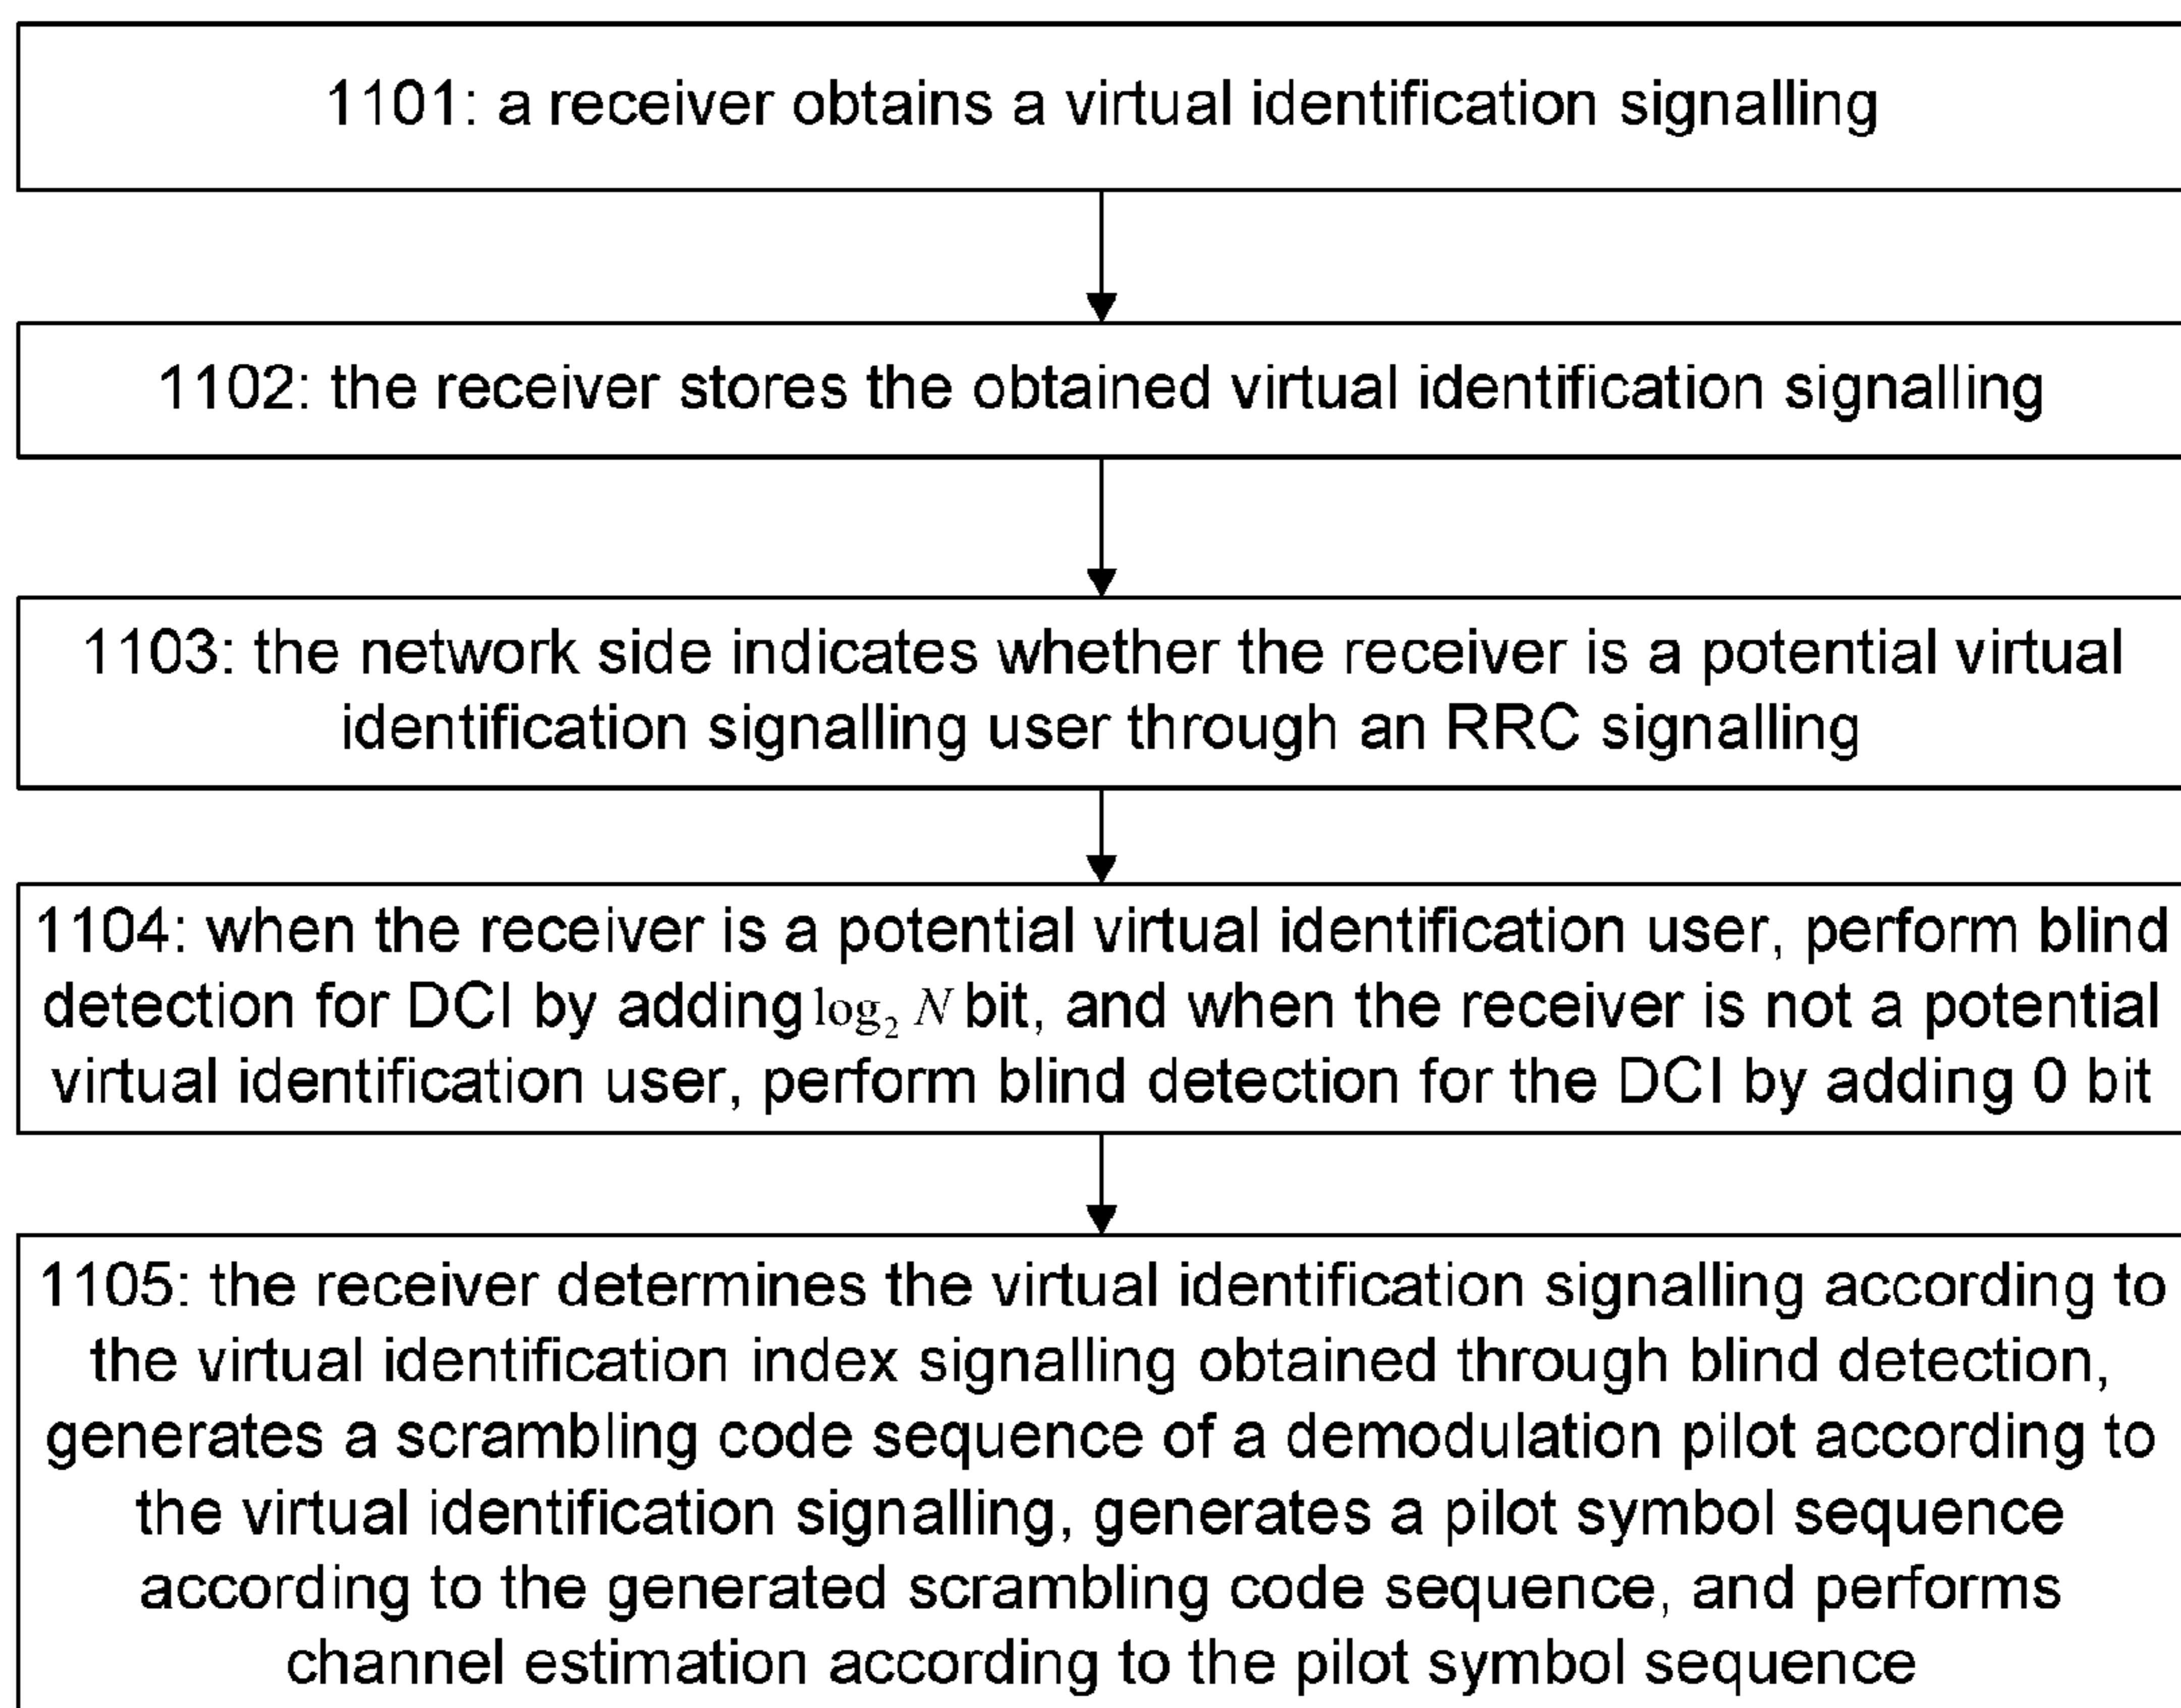 1101: a receiver obtains a virtual identification signalling
1102: the receiver stores the obtained virtual identification signalling
1103: the network side indicates whether the receiver is a potential virtual
identification signalling user through an RRC signalling
1104: when the receiver is a potential virtual identification user, perform blind
detection for DCI by adding log₂ N bit, and when the receiver is not a potential
virtual identification user, perform blind detection for the DCI by adding 0 bit
1105: the receiver determines the virtual identification signalling according to
the virtual identification index signalling obtained through blind detection,
generates a scrambling code sequence of a demodulation pilot according to
the virtual identification signalling, generates a pilot symbol sequence
according to the generated scrambling code sequence, and performs
channel estimation according to the pilot symbol sequence